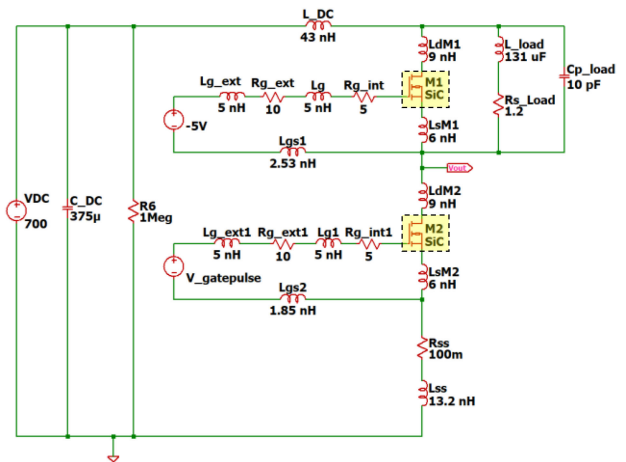 L_DC
43 nH
LdM1
9 nH
L_load
131 uF
Cp_load
10 pF
Lg_ext
5 nH
Rg_ext
10
Lg
5 nH
Rg_int
5
M1
SiC
Rs_Load
1.2
-5V
LsM1
6 nH
Lgs1
2.53 nH
Vout
LdM2
9 nH
VDC
700
C_DC
375µ
R6
1Meg
Lg_ext1
5 nH
Rg_ext1
10
Lg1
5 nH
Rg_int1
5
M2
SiC
V_gatepulse
LsM2
6 nH
Lgs2
1.85 nH
Rss
100m
Lss
13.2 nH